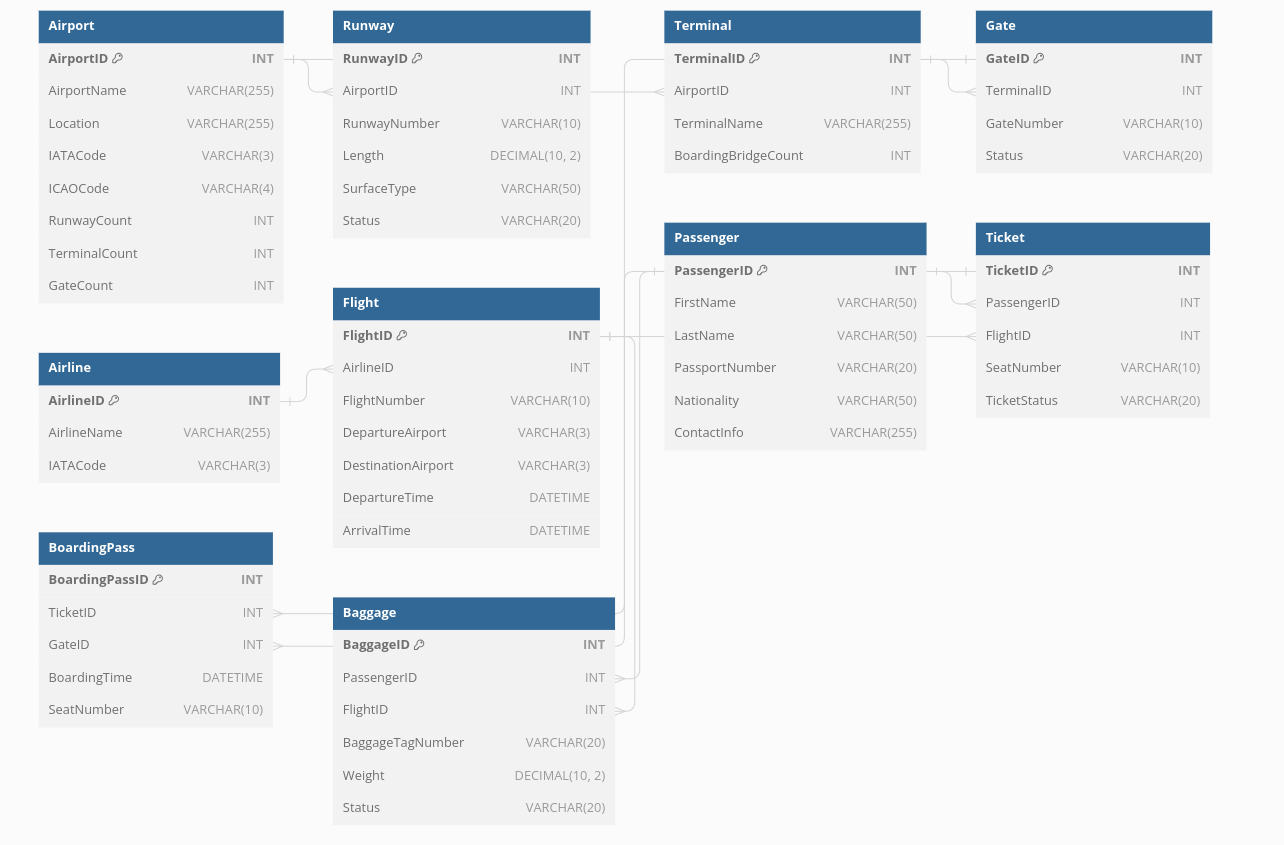 Airport
AirportID INT
AirportName VARCHAR(255)
Location VARCHAR(255)
IATACode VARCHAR(3)
ICAOCode VARCHAR(4)
RunwayCount INT
TerminalCount INT
GateCount INT
Runway
RunwayID INT
AirportID INT
RunwayNumber VARCHAR(10)
Length DECIMAL(10, 2)
SurfaceType VARCHAR(50)
Status VARCHAR(20)
Terminal
TerminalID INT
AirportID INT
TerminalName VARCHAR(255)
BoardingBridgeCount INT
Gate
GateID INT
TerminalID INT
GateNumber VARCHAR(10)
Status VARCHAR(20)
Passenger
PassengerID INT
FirstName VARCHAR(50)
LastName VARCHAR(50)
PassportNumber VARCHAR(20)
Nationality VARCHAR(50)
ContactInfo VARCHAR(255)
Ticket
TicketID INT
PassengerID INT
FlightID INT
SeatNumber VARCHAR(10)
TicketStatus VARCHAR(20)
Flight
FlightID INT
AirlineID INT
FlightNumber VARCHAR(10)
DepartureAirport VARCHAR(3)
DestinationAirport VARCHAR(3)
DepartureTime DATETIME
ArrivalTime DATETIME
Airline
AirlineID INT
AirlineName VARCHAR(255)
IATACode VARCHAR(3)
BoardingPass
BoardingPassID INT
TicketID INT
GateID INT
BoardingTime DATETIME
SeatNumber VARCHAR(10)
Baggage
BaggageID INT
PassengerID INT
FlightID INT
BaggageTagNumber VARCHAR(20)
Weight DECIMAL(10, 2)
Status VARCHAR(20)